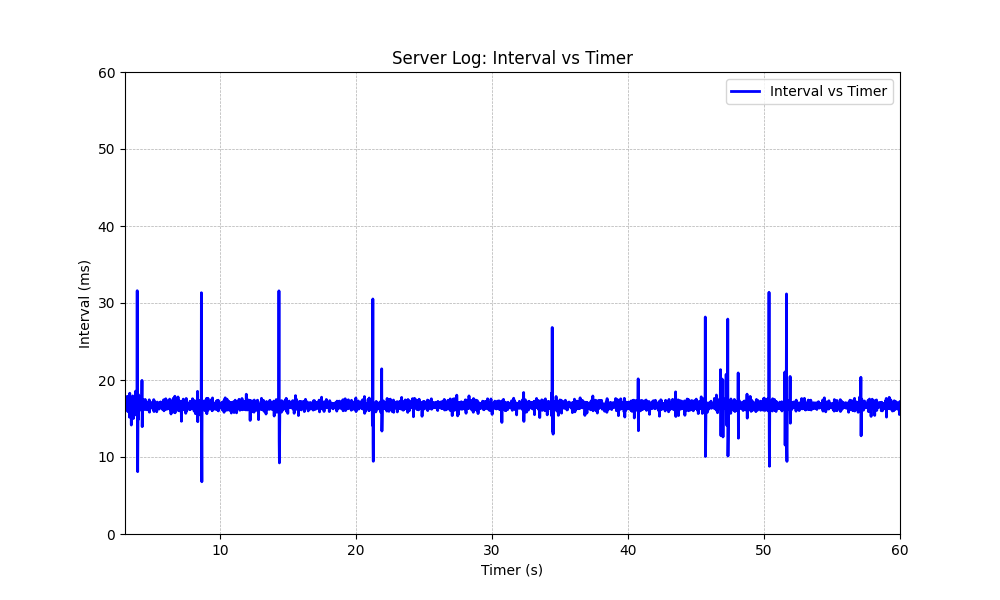 Server Log: Interval vs Timer
60
Interval vs Timer
50
40
Interval (ms)
30
20
10
0
10 20 30 40 50 60
Timer (s)